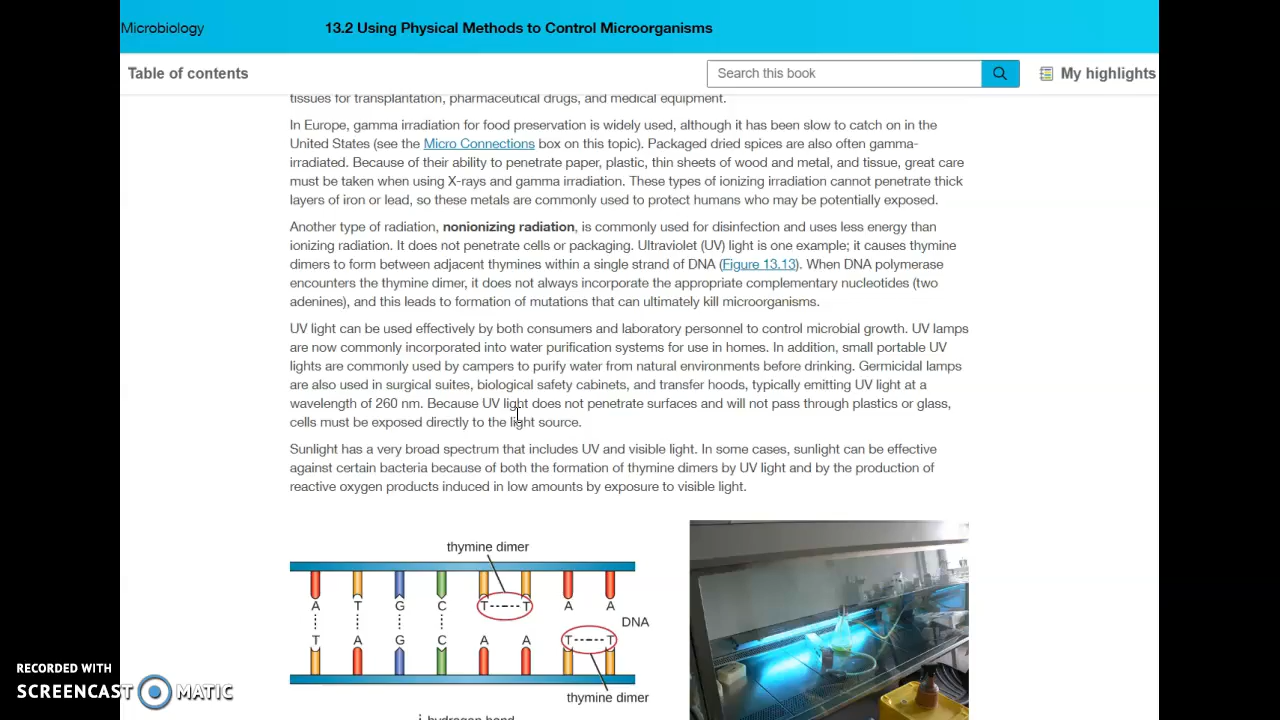 Microbiology
13.2 Using Physical Methods to Control Microorganisms
Table of contents
Search this book
My highlights
tissues for transplantation, pharmaceutical drugs, and medical equipment.
In Europe, gamma irradiation for food preservation is widely used, although it has been slow to catch on in the
United States (see the Micro Connections box on this topic). Packaged dried spices are also often gamma-
irradiated. Because of their ability to penetrate paper, plastic, thin sheets of wood and metal, and tissue, great care
must be taken when using X-rays and gamma irradiation. These types of ionizing irradiation cannot penetrate thick
layers of iron or lead, so these metals are commonly used to protect humans who may be potentially exposed.
Another type of radiation, nonionizing radiation, is commonly used for disinfection and uses less energy than
ionizing radiation. It does not penetrate cells or packaging. Ultraviolet (UV) light is one example; it causes thymine
dimers to form between adjacent thymines within a single strand of DNA (Figure 13.13). When DNA polymerase
encounters the thymine dimer, it does not always incorporate the appropriate complementary nucleotides (two
adenines), and this leads to formation of mutations that can ultimately kill microorganisms.
UV light can be used effectively by both consumers and laboratory personnel to control microbial growth. UV lamps
are now commonly incorporated into water purification systems for use in homes. In addition, small portable UV
lights are commonly used by campers to purify water from natural environments before drinking. Germicidal lamps
are also used in surgical suites, biological safety cabinets, and transfer hoods, typically emitting UV light at a
wavelength of 260 nm. Because UV light does not penetrate surfaces and will not pass through plastics or glass,
cells must be exposed directly to the light source.
Sunlight has a very broad spectrum that includes UV and visible light. In some cases, sunlight can be effective
against certain bacteria because of both the formation of thymine dimers by UV light and by the production of
reactive oxygen products induced in low amounts by exposure to visible light.
thymine dimer
A T G C T T A A
DNA
T A G C A A T T
thymine dimer
hydrogen bond
RECORDED WITH
SCREENCAST MATIC